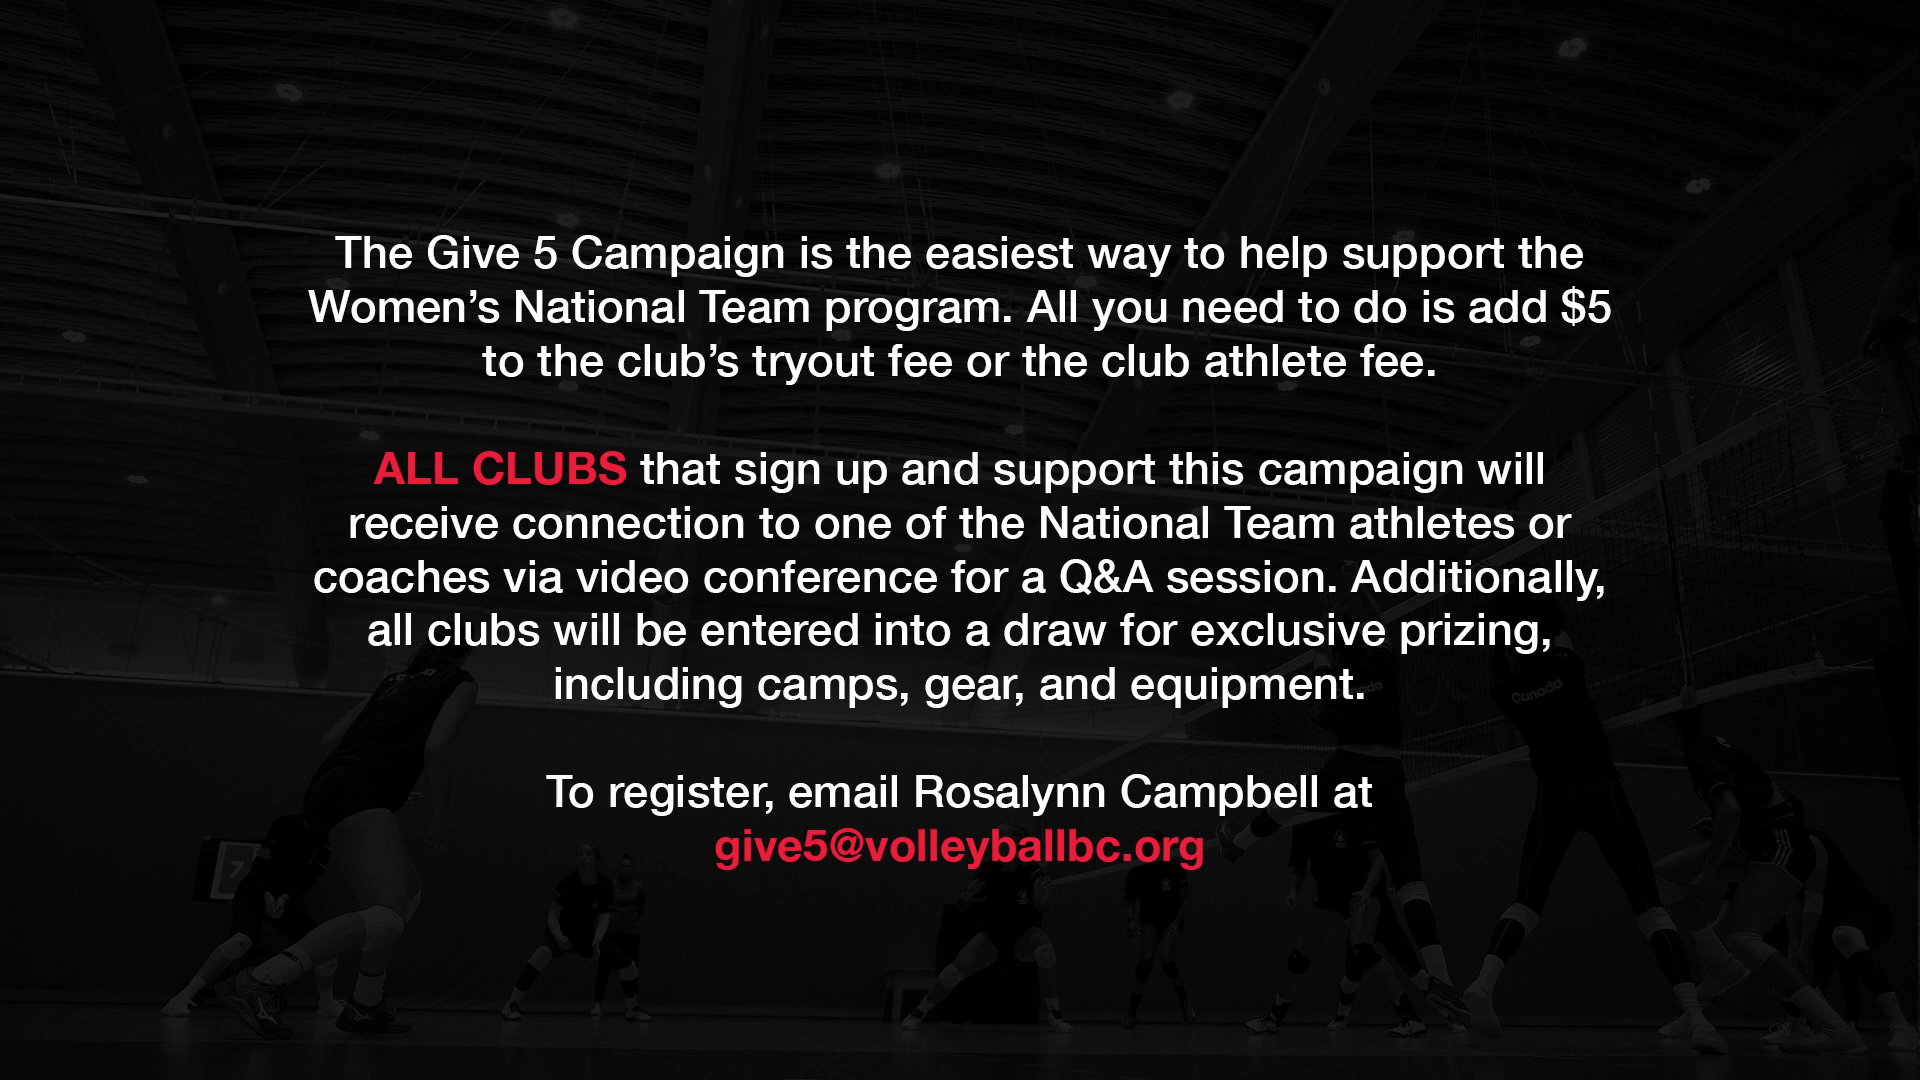 The Give 5 Campaign is the easiest way to help support the
Women’s National Team program. All you need to do is add $5
to the club’s tryout fee or the club athlete fee.
ALL CLUBS that sign up and support this campaign will
receive connection to one of the National Team athletes or
coaches via video conference for a Q&A session. Additionally,
all clubs will be entered into a draw for exclusive prizing,
including camps, gear, and equipment.
Canada
To register, email Rosalynn Campbell at
give5@volleyballbc.org
7